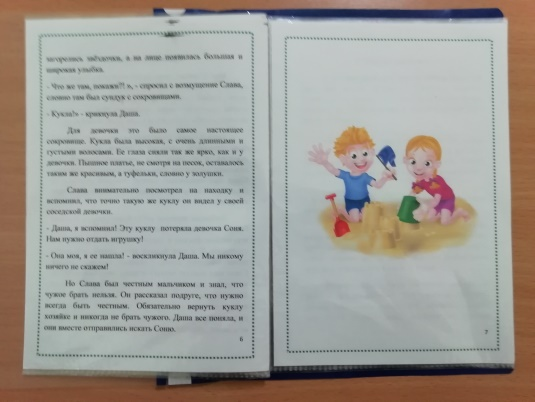 загорелись звёздочки, а на лице появилась большая и
широкая улыбка.
- Что же там, покажи?! », - спросил с возмущение Слава,
словно там был сундук с сокровищами.
- Кукла!» - крикнула Даша.
Для девочки это было самое настоящее
сокровище. Кукла была высокая, с очень длинными и
густыми волосами. Ее глаза сияли так же ярко, как и у
девочки. Пышное платье, не смотря на песок, оставалось
таким же красивым, а туфельки, словно у золушки.
Слава внимательно посмотрел на находку и
вспомнил, что точно такую же куклу он видел у своей
соседской девочки.
- Даша, я вспомнил! Эту куклу потеряла девочка Соня.
Нам нужно отдать игрушку!
- Она моя, я ее нашла! - воскликнула Даша. Мы никому
ничего не скажем!
Но Слава был честным мальчиком и знал, что
чужое брать нельзя. Он рассказал подруге, что нужно
всегда быть честным. Обязательно вернуть куклу
хозяйке и никогда не брать чужого. Даша все поняла, и
они вместе отправились искать Соню.
6
7